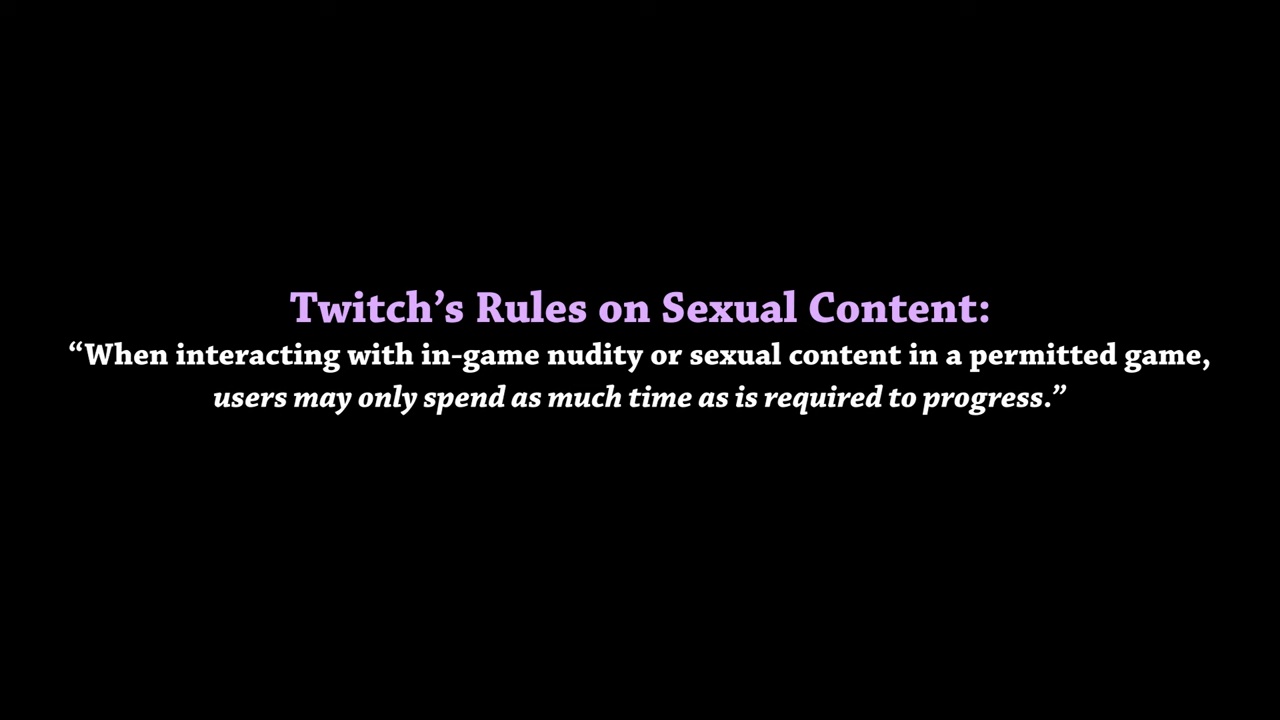 Twitch’s Rules on Sexual Content:
“When interacting with in-game nudity or sexual content in a permitted game,
users may only spend as much time as is required to progress.”